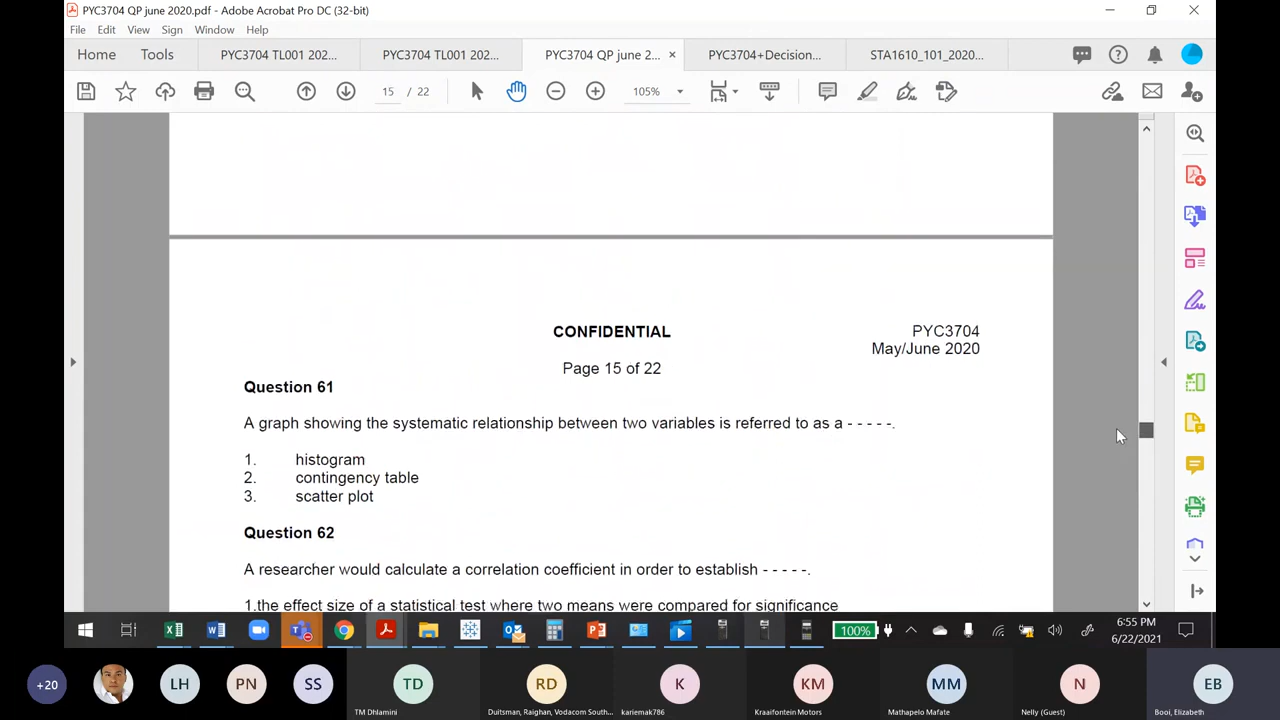 PYC3704 QP june 2020.pdf - Adobe Acrobat Pro DC (32-bit)
File Edit View Sign Window Help
Home Tools PYC3704 TL001 202... PYC3704 TL001 202... PYC3704 QP june 2... × PYC3704+Decision... STA1610_101_2020...
15 / 22 105%
CONFIDENTIAL PYC3704
May/June 2020
Page 15 of 22
Question 61
A graph showing the systematic relationship between two variables is referred to as a - - - - -.
1. histogram
2. contingency table
3. scatter plot
Question 62
A researcher would calculate a correlation coefficient in order to establish - - - - -.
1.the effect size of a statistical test where two means were compared for significance
100% 6:55 PM
6/22/2021
+20 LH PN SS TD RD K KM MM N EB
TM Dhlamini Duitsman, Raighan, Vodacom South... kariemak786 Kraaifontein Motors Mathapelo Mafate Nelly (Guest) Booi, Elizabeth